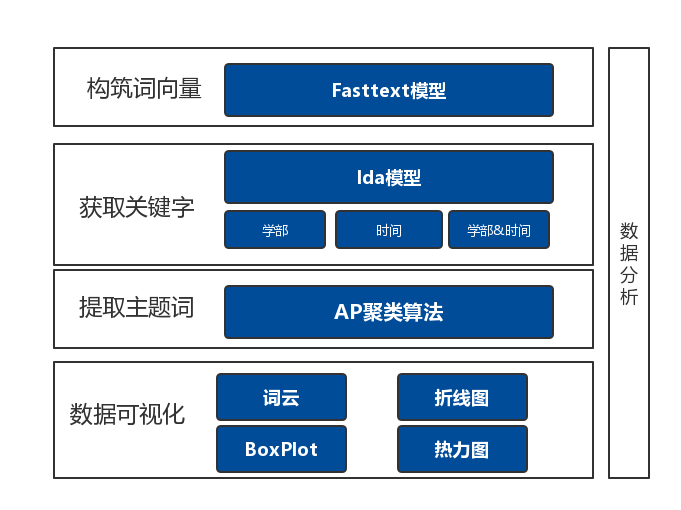 构筑词向量
Fasttext模型
获取关键字
lda模型
学部
时间
学部&时间
提取主题词
AP聚类算法
数据可视化
词云
折线图
BoxPlot
热力图
数据分析